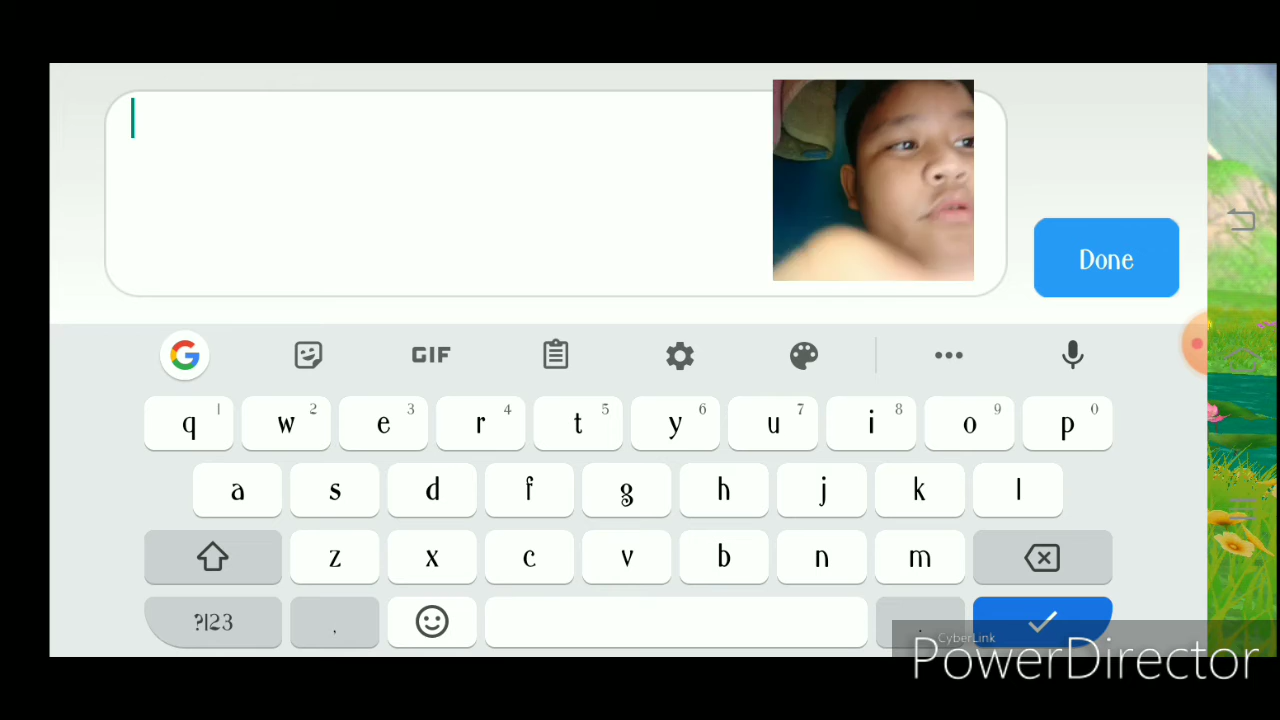 Done
G GIF
1 2 3 4 5 6 7 8 9 0
q w e r t y u i o p
a s d f g h j k l
z x c v b n m
?123 , .
CyberLink
PowerDirector